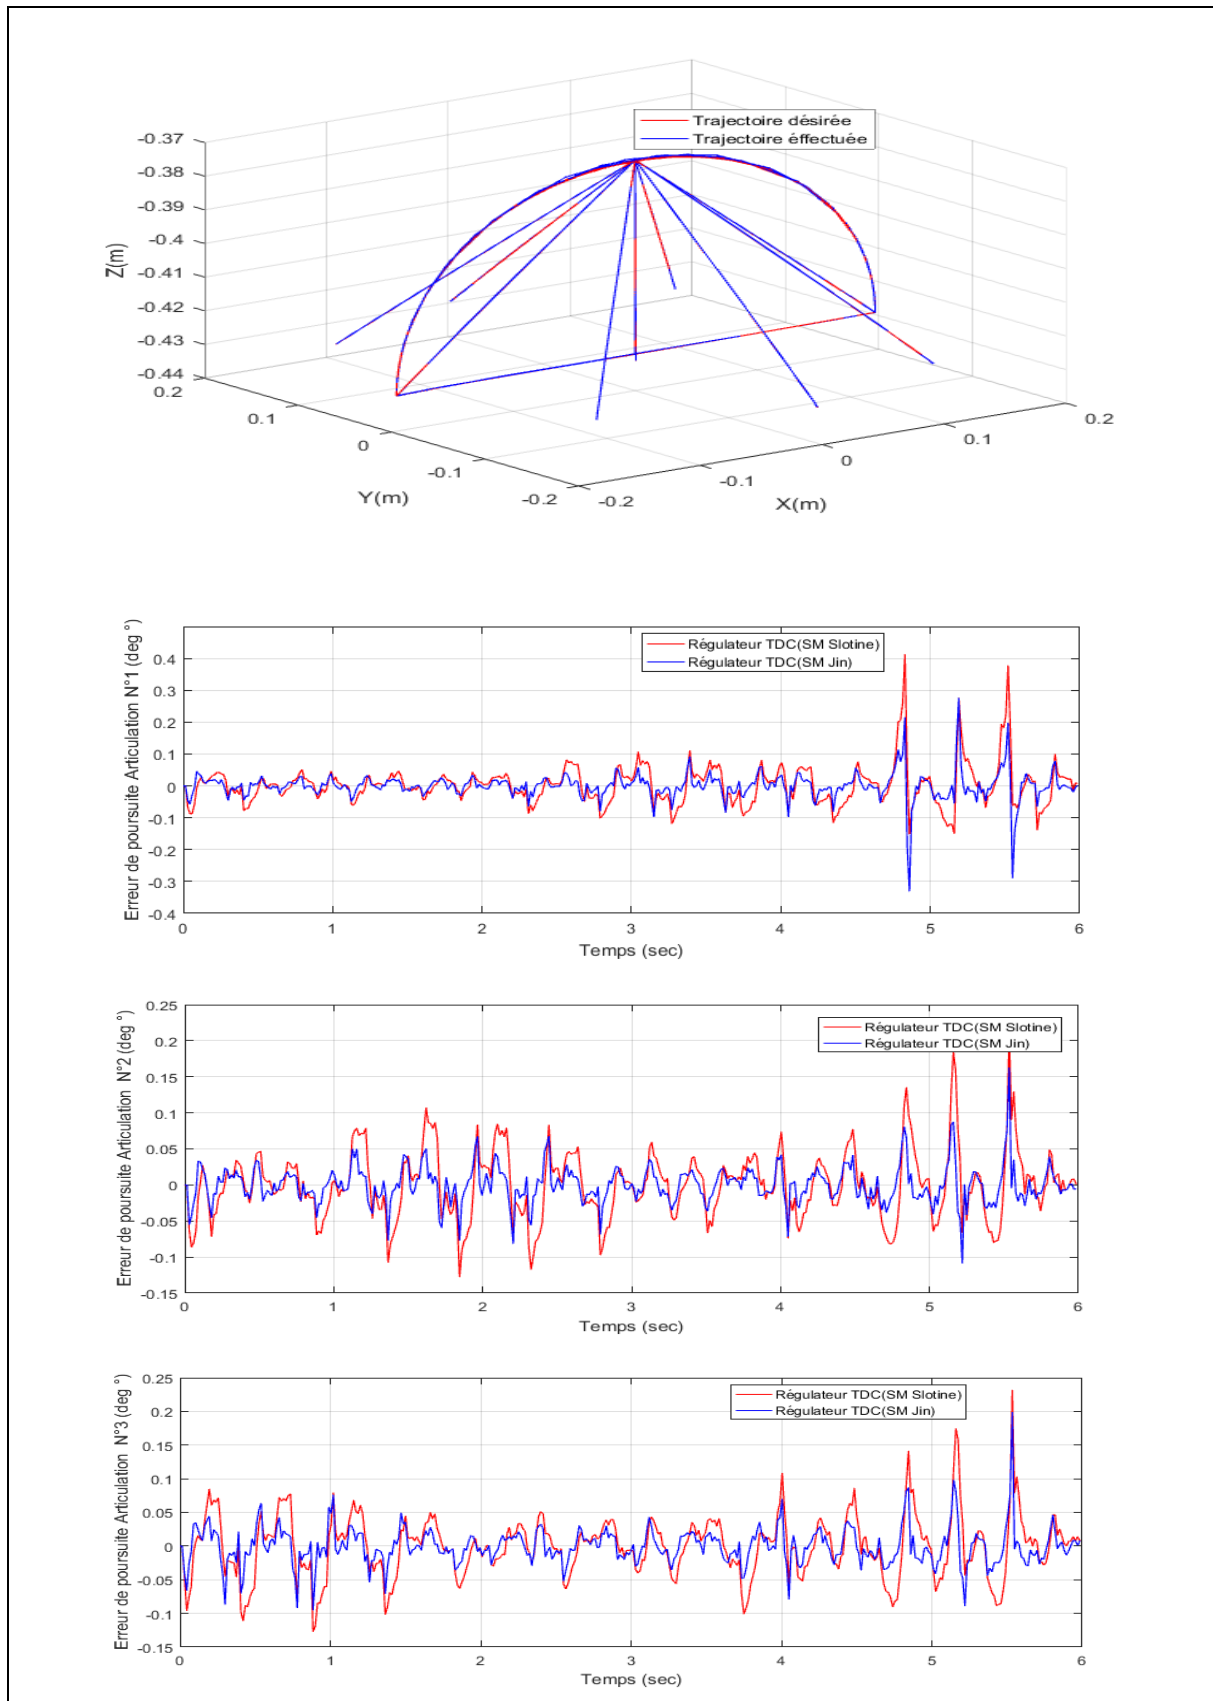 Trajectoire désirée
Trajectoire éffectuée
-0.37
-0.38
-0.39
-0.4
-0.41
-0.42
-0.43
-0.44
Z(m)
0.2
0.1
0
-0.1
-0.2
Y(m)
-0.2
-0.1
0
0.1
0.2
X(m)
Erreur de poursuite Articulation N°1 (deg °)
Régulateur TDC(SM Slotine)
Régulateur TDC(SM Jin)
0.4
0.3
0.2
0.1
0
-0.1
-0.2
-0.3
-0.4
0 1 2 3 4 5 6
Temps (sec)
Erreur de poursuite Articulation N°2 (deg °)
Régulateur TDC(SM Slotine)
Régulateur TDC(SM Jin)
0.25
0.2
0.15
0.1
0.05
0
-0.05
-0.1
-0.15
0 1 2 3 4 5 6
Temps (sec)
Erreur de poursuite Articulation N°3 (deg °)
Régulateur TDC(SM Slotine)
Régulateur TDC(SM Jin)
0.25
0.2
0.15
0.1
0.05
0
-0.05
-0.1
-0.15
0 1 2 3 4 5 6
Temps (sec)